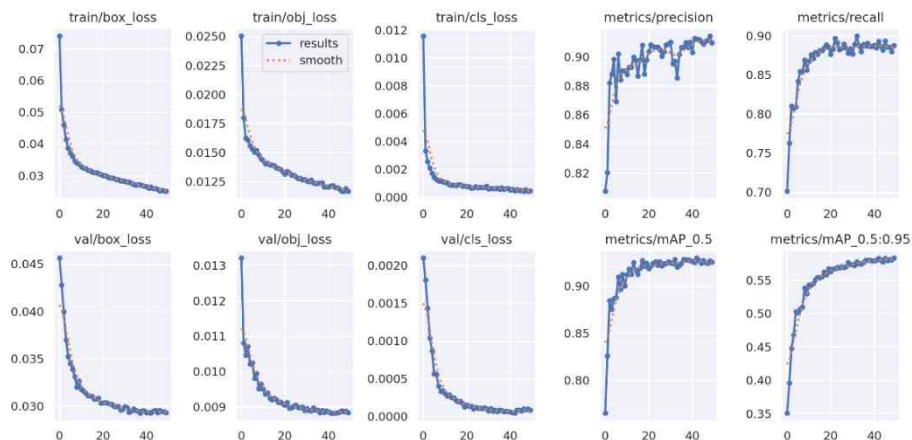 train/box_loss
train/obj_loss
train/cls_loss
metrics/precision
metrics/recall
0.07
0.06
0.05
0.04
0.03
0 20 40
0.0250
0.0225
0.0200
0.0175
0.0150
0.0125
results
smooth
0 20 40
0.012
0.010
0.008
0.006
0.004
0.002
0.000
0 20 40
0.90
0.88
0.86
0.84
0.82
0 20 40
0.90
0.85
0.80
0.75
0.70
0 20 40
val/box_loss
val/obj_loss
val/cls_loss
metrics/mAP_0.5
metrics/mAP_0.5:0.95
0.045
0.040
0.035
0.030
0 20 40
0.013
0.012
0.011
0.010
0.009
0 20 40
0.0020
0.0015
0.0010
0.0005
0.0000
0 20 40
0.90
0.85
0.80
0 20 40
0.55
0.50
0.45
0.40
0.35
0 20 40